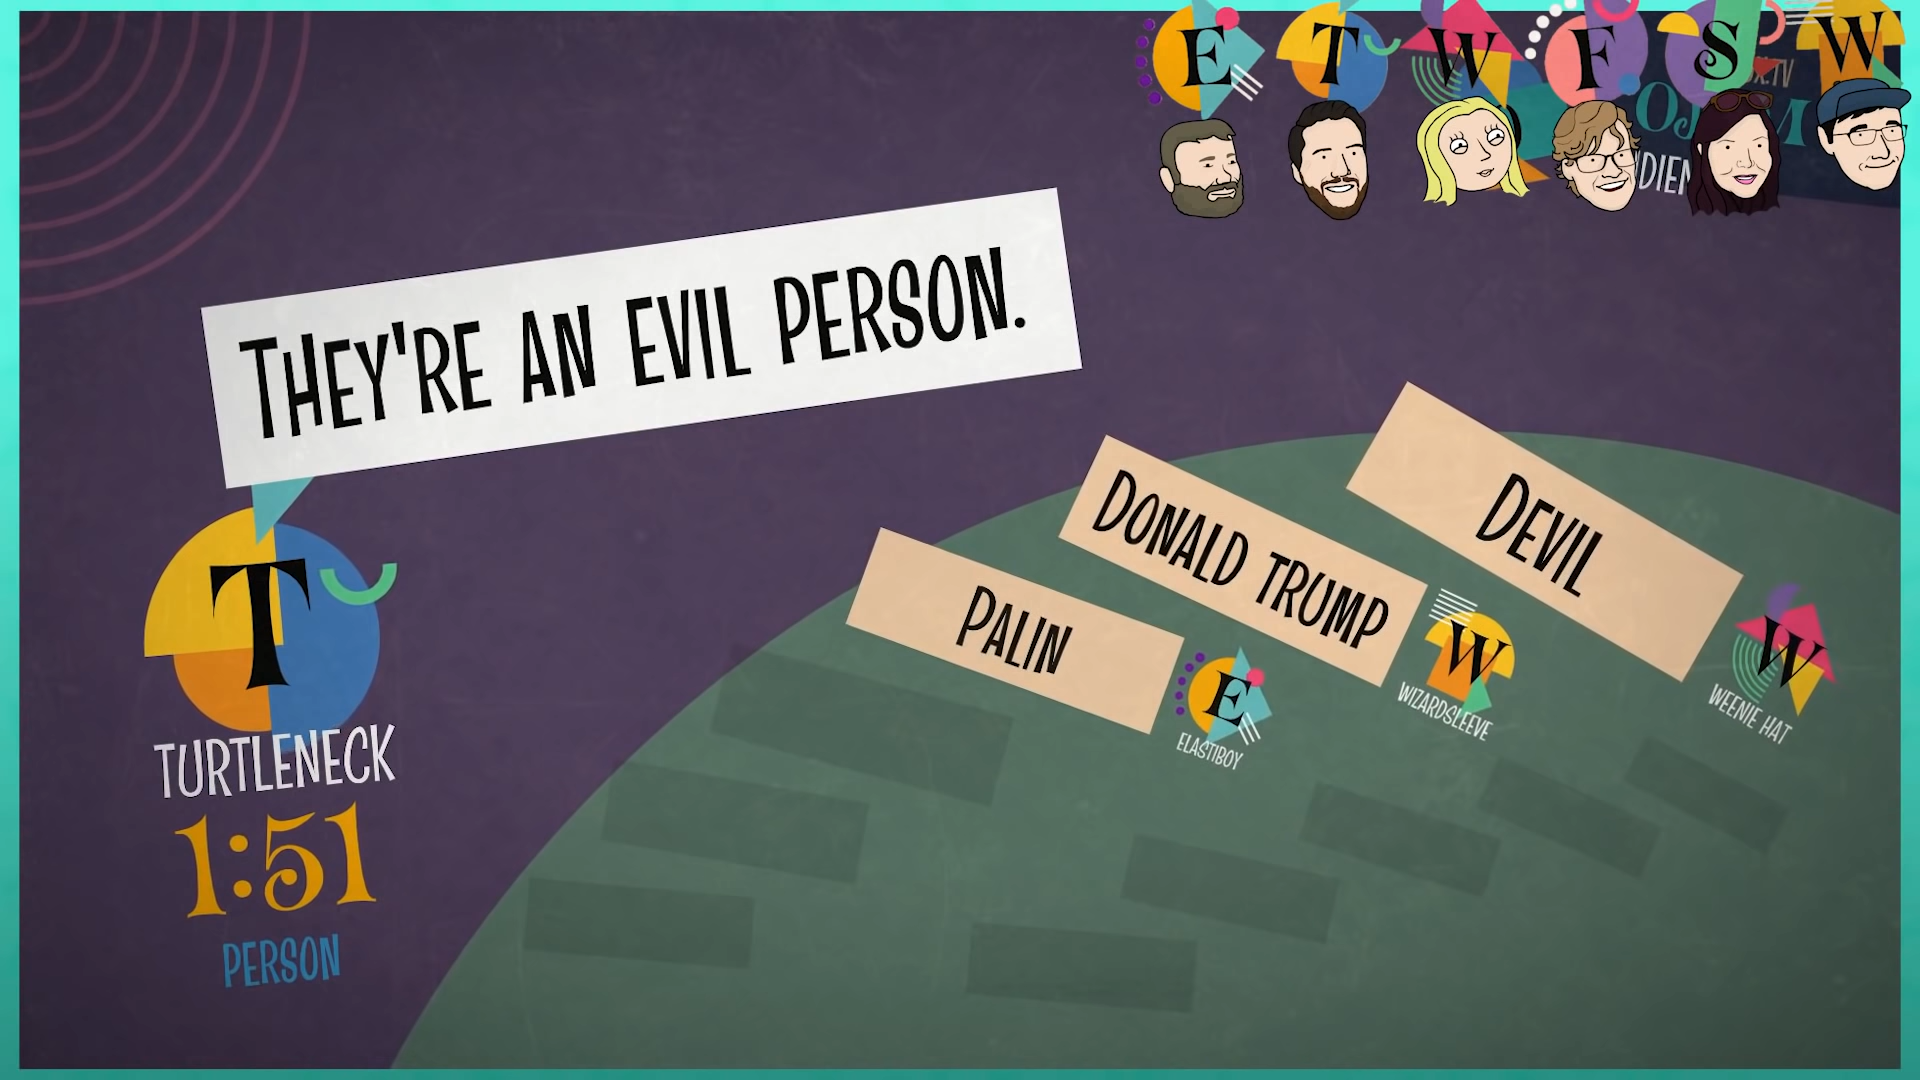 E T W F S W
THEY'RE AN EVIL PERSON.
DEVIL
DONALD TRUMP
PALIN
T
W
WEENIE HAT
W
WIZARDSLEEVE
E
ELASTIBOY
TURTLENECK
1:51
PERSON